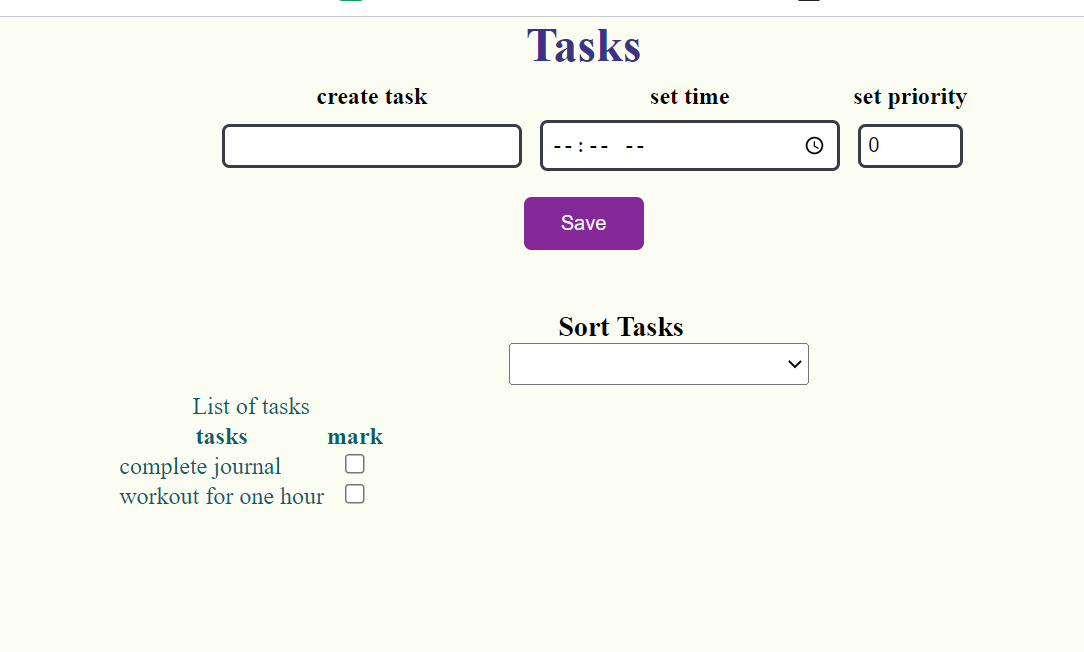 Tasks
create task set time set priority
--:-- -- 0
Save
Sort Tasks
List of tasks
tasks mark
complete journal
workout for one hour